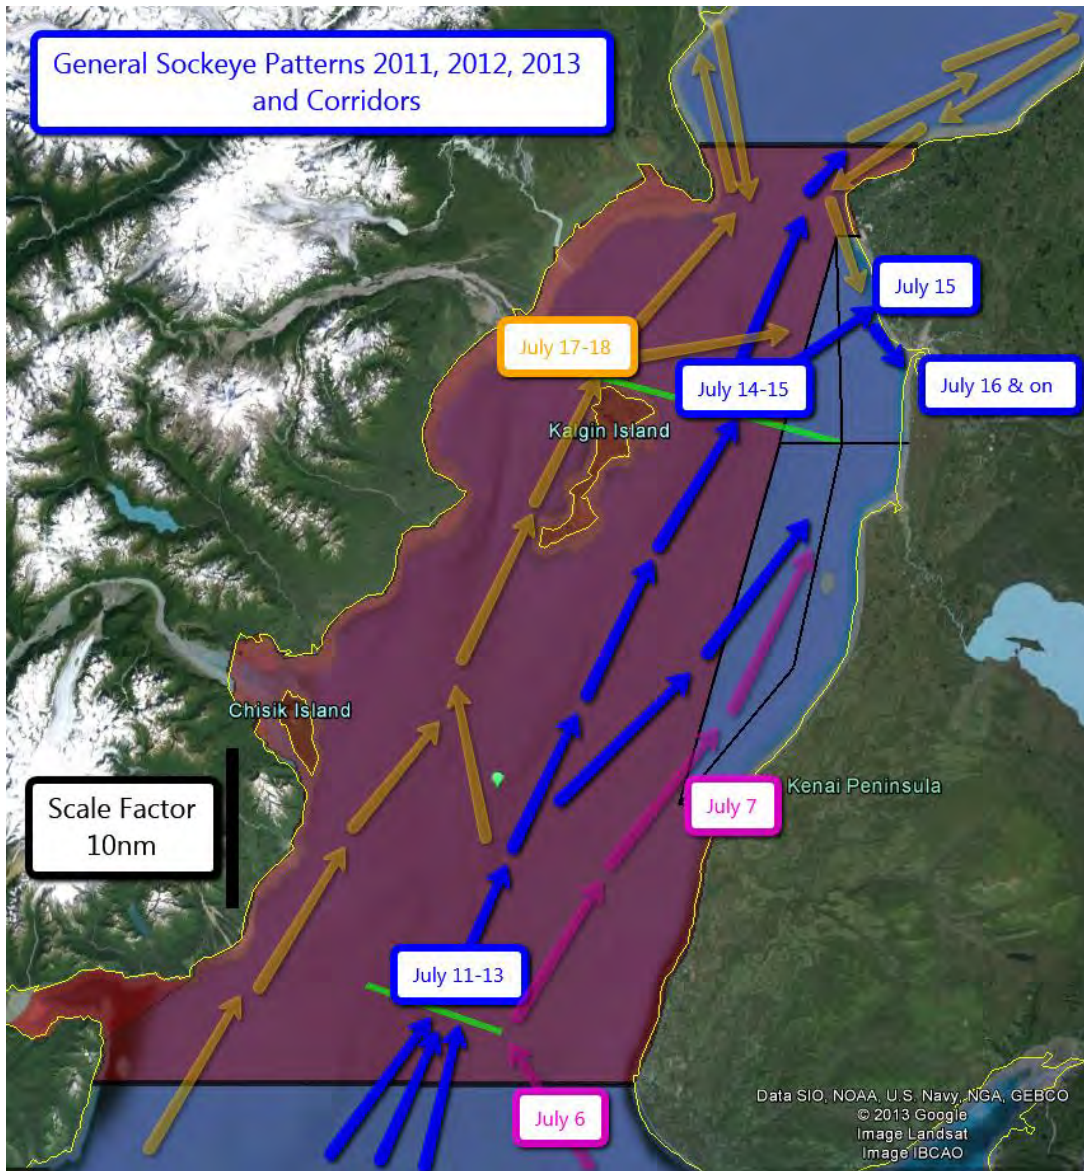 General Sockeye Patterns 2011, 2012, 2013
and Corridors
July 15
July 17-18
July 14-15
July 16 & on
Kalgin Island
Chisik Island
Kenai Peninsula
Scale Factor
10nm
July 7
July 11-13
July 6
Data SIO, NOAA, U.S. Navy, NGA, GEBCO
© 2013 Google
Image Landsat
Image IBCAO